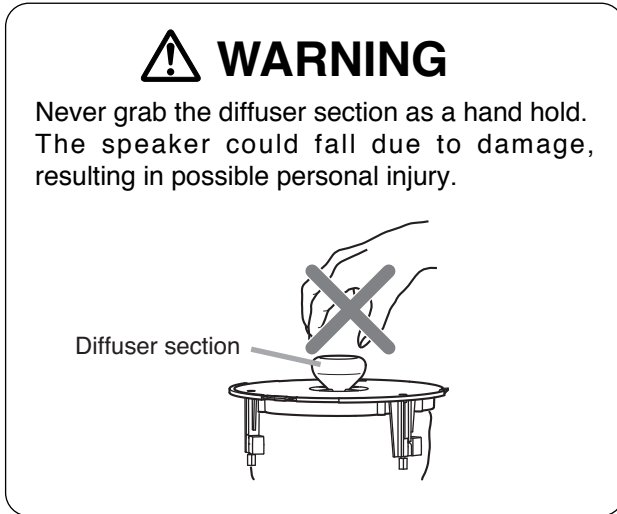 WARNING
Never grab the diffuser section as a hand hold.
The speaker could fall due to damage,
resulting in possible personal injury.
Diffuser section